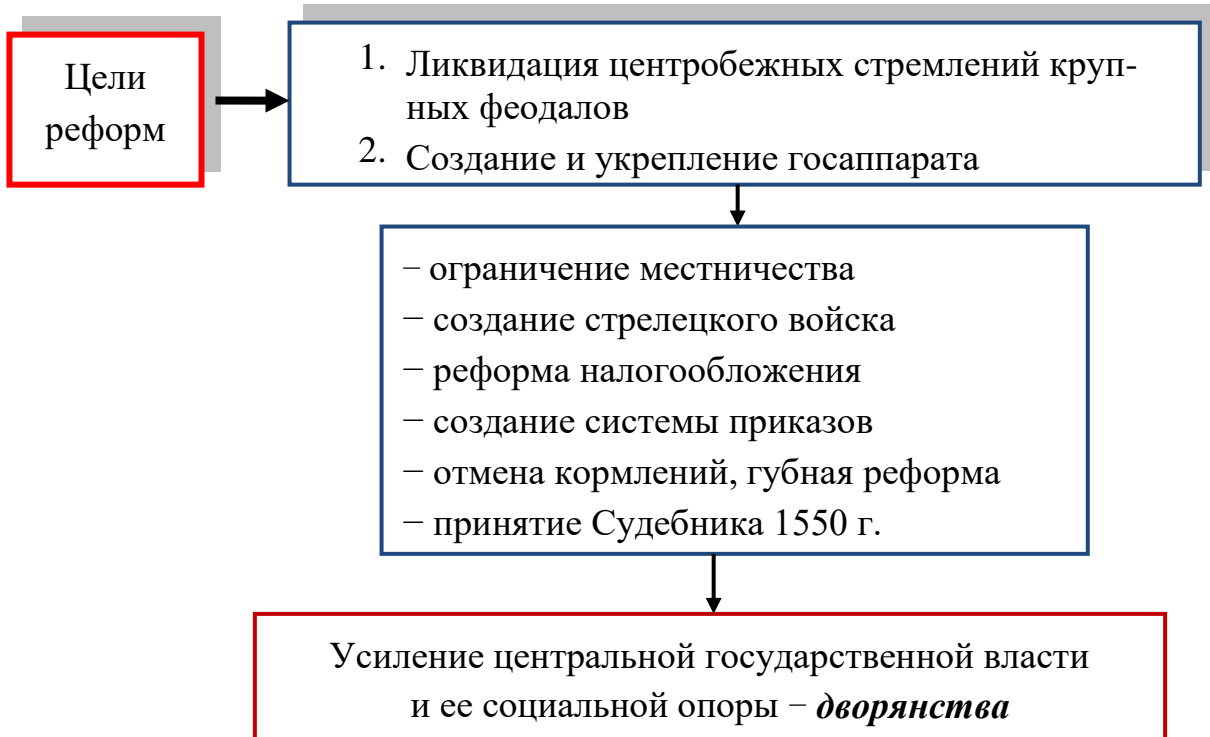 Цели
реформ
1. Ликвидация центробежных стремлений круп-
ных феодалов
2. Создание и укрепление госаппарата
− ограничение местничества
− создание стрелецкого войска
− реформа налогообложения
− создание системы приказов
− отмена кормлений, губная реформа
− принятие Судебника 1550 г.
Усиление центральной государственной власти
и ее социальной опоры − дворянства